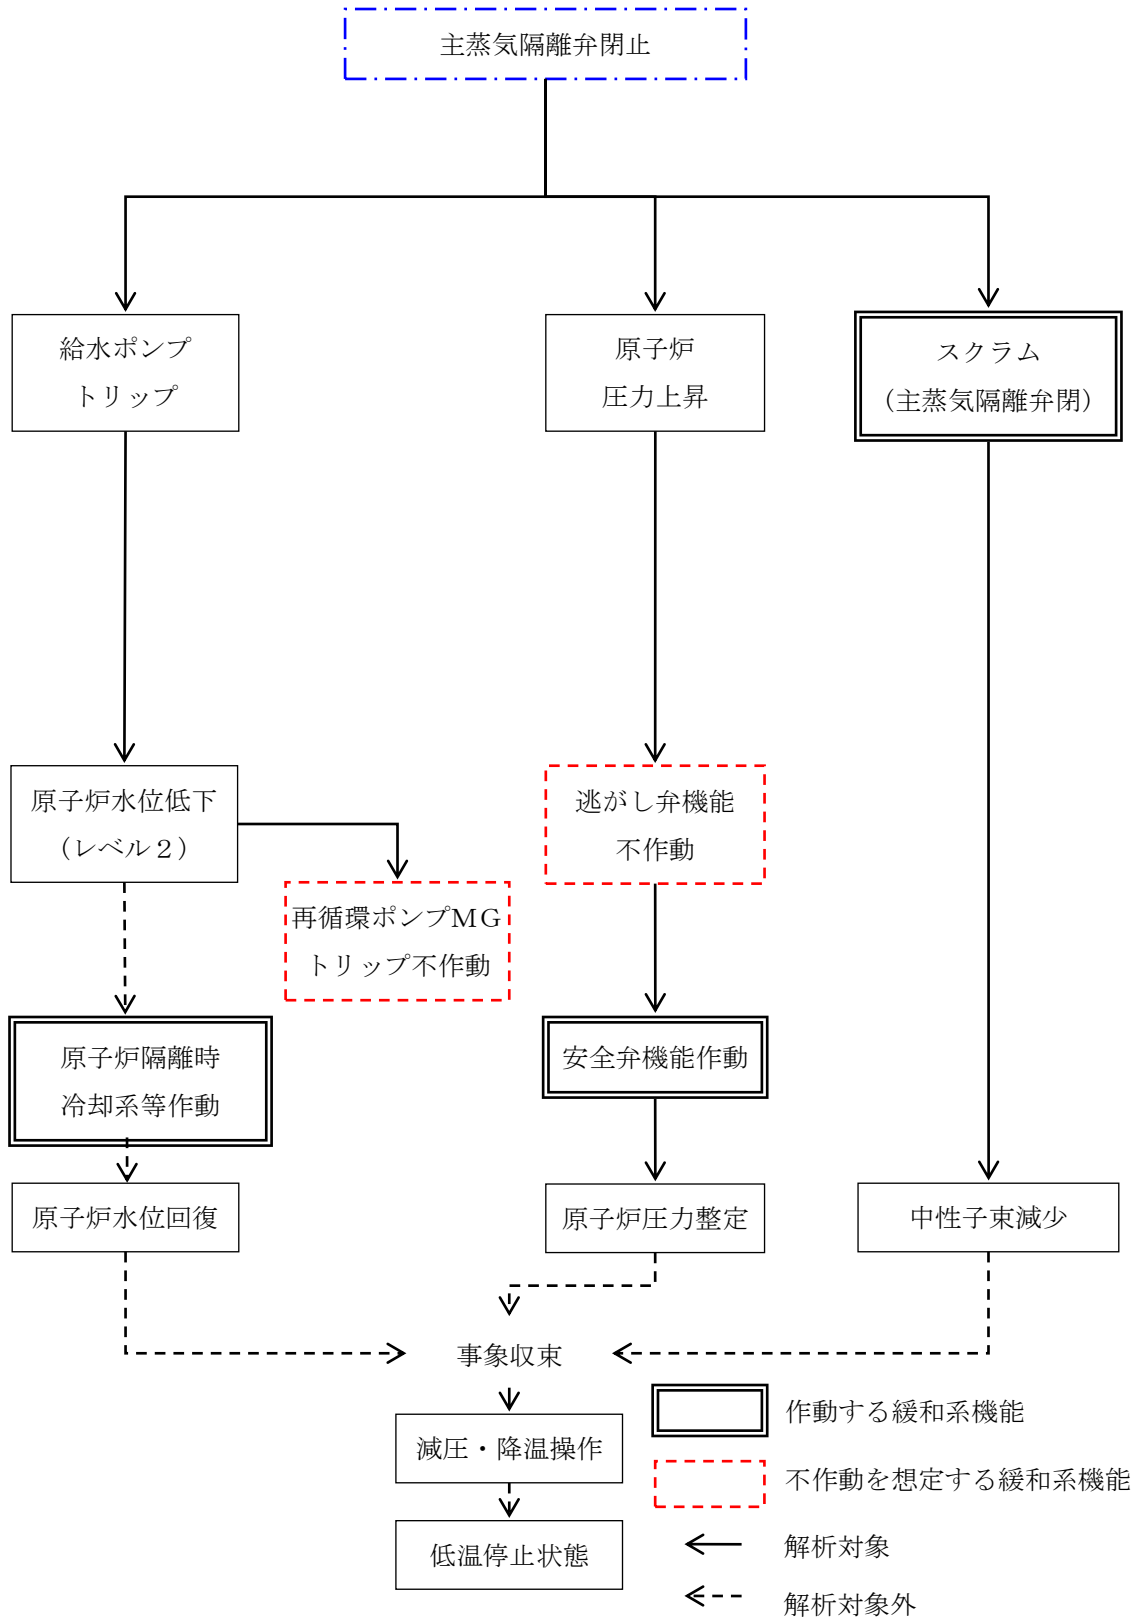 主蒸気隔離弁閉止
給水ポンプ
トリップ
原子炉
圧力上昇
スクラム
（主蒸気隔離弁閉）
原子炉水位低下
（レベル２）
逃がし弁機能
不作動
再循環ポンプMG
トリップ不作動
原子炉隔離時
冷却系等作動
安全弁機能作動
原子炉水位回復
原子炉圧力整定
中性子束減少
事象収束
作動する緩和系機能
減圧・降温操作
不作動を想定する緩和系機能
低温停止状態
解析対象
解析対象外